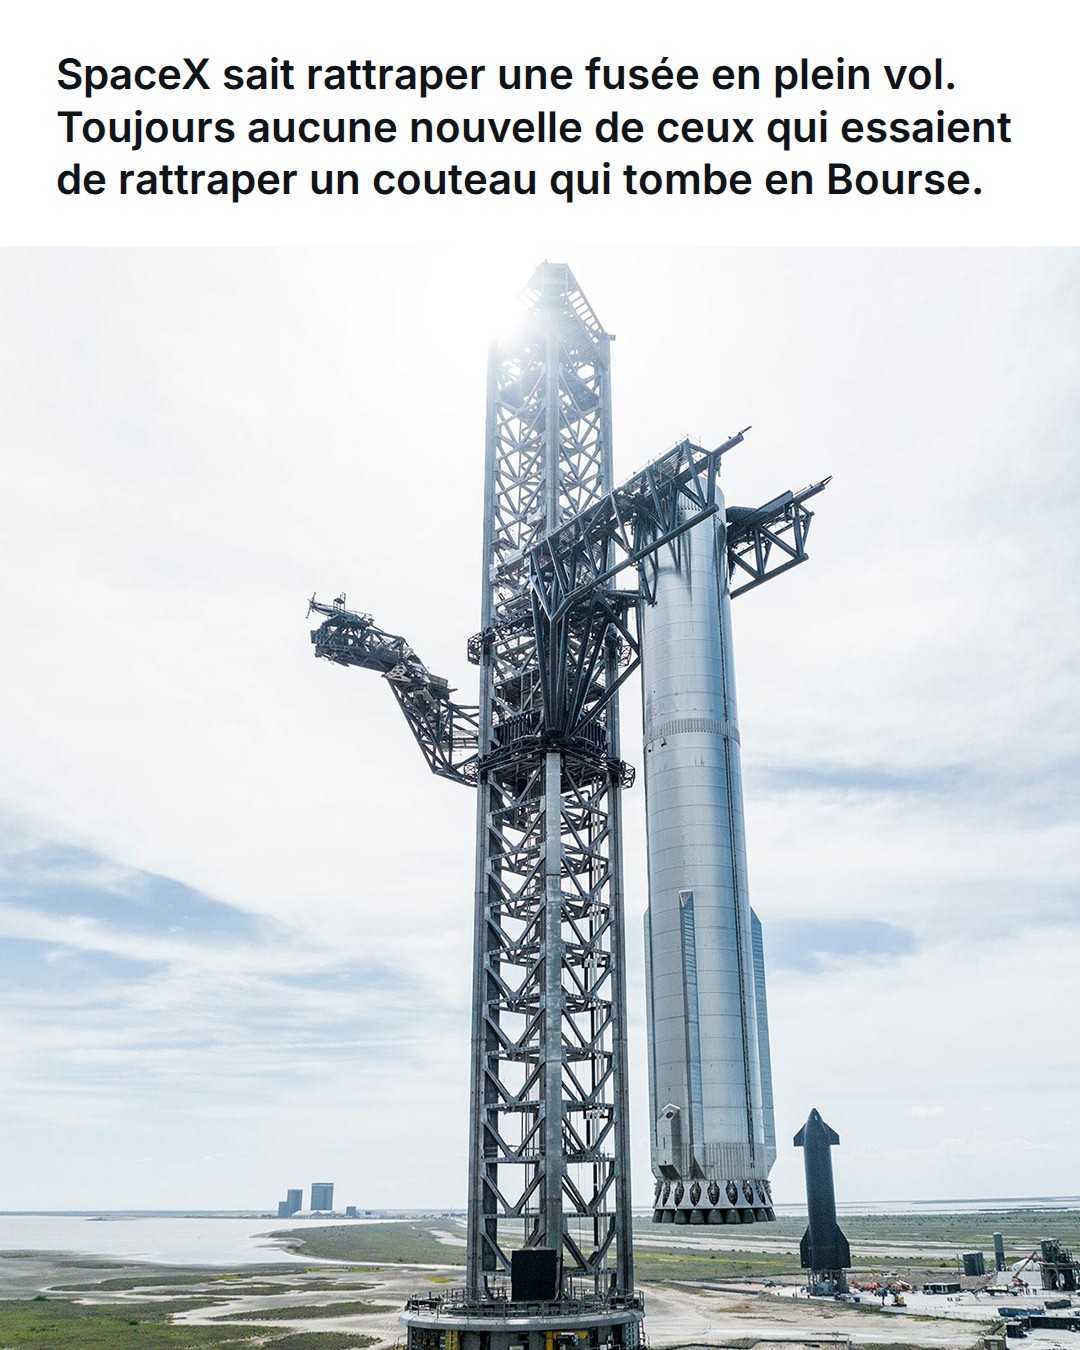 SpaceX sait rattraper une fusée en plein vol.
Toujours aucune nouvelle de ceux qui essaient
de rattraper un couteau qui tombe en Bourse.